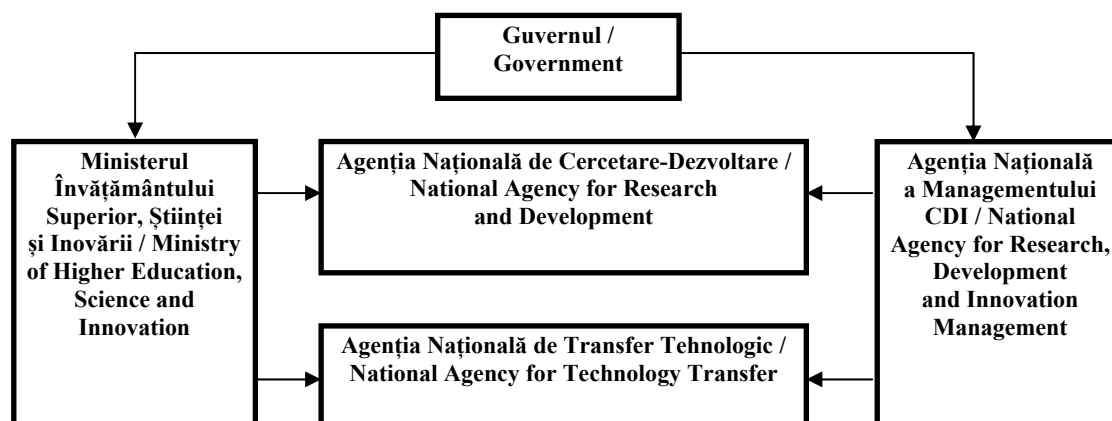 Guvernul /
Government
Ministerul
Învățământului
Superior, Științei
și Inovării / Ministry
of Higher Education,
Science and
Innovation
Agenția Națională de Cercetare-Dezvoltare /
National Agency for Research
and Development
Agenția Națională
a Managementului
CDI / National
Agency for Research,
Development
and Innovation
Management
Agenția Națională de Transfer Tehnologic /
National Agency for Technology Transfer